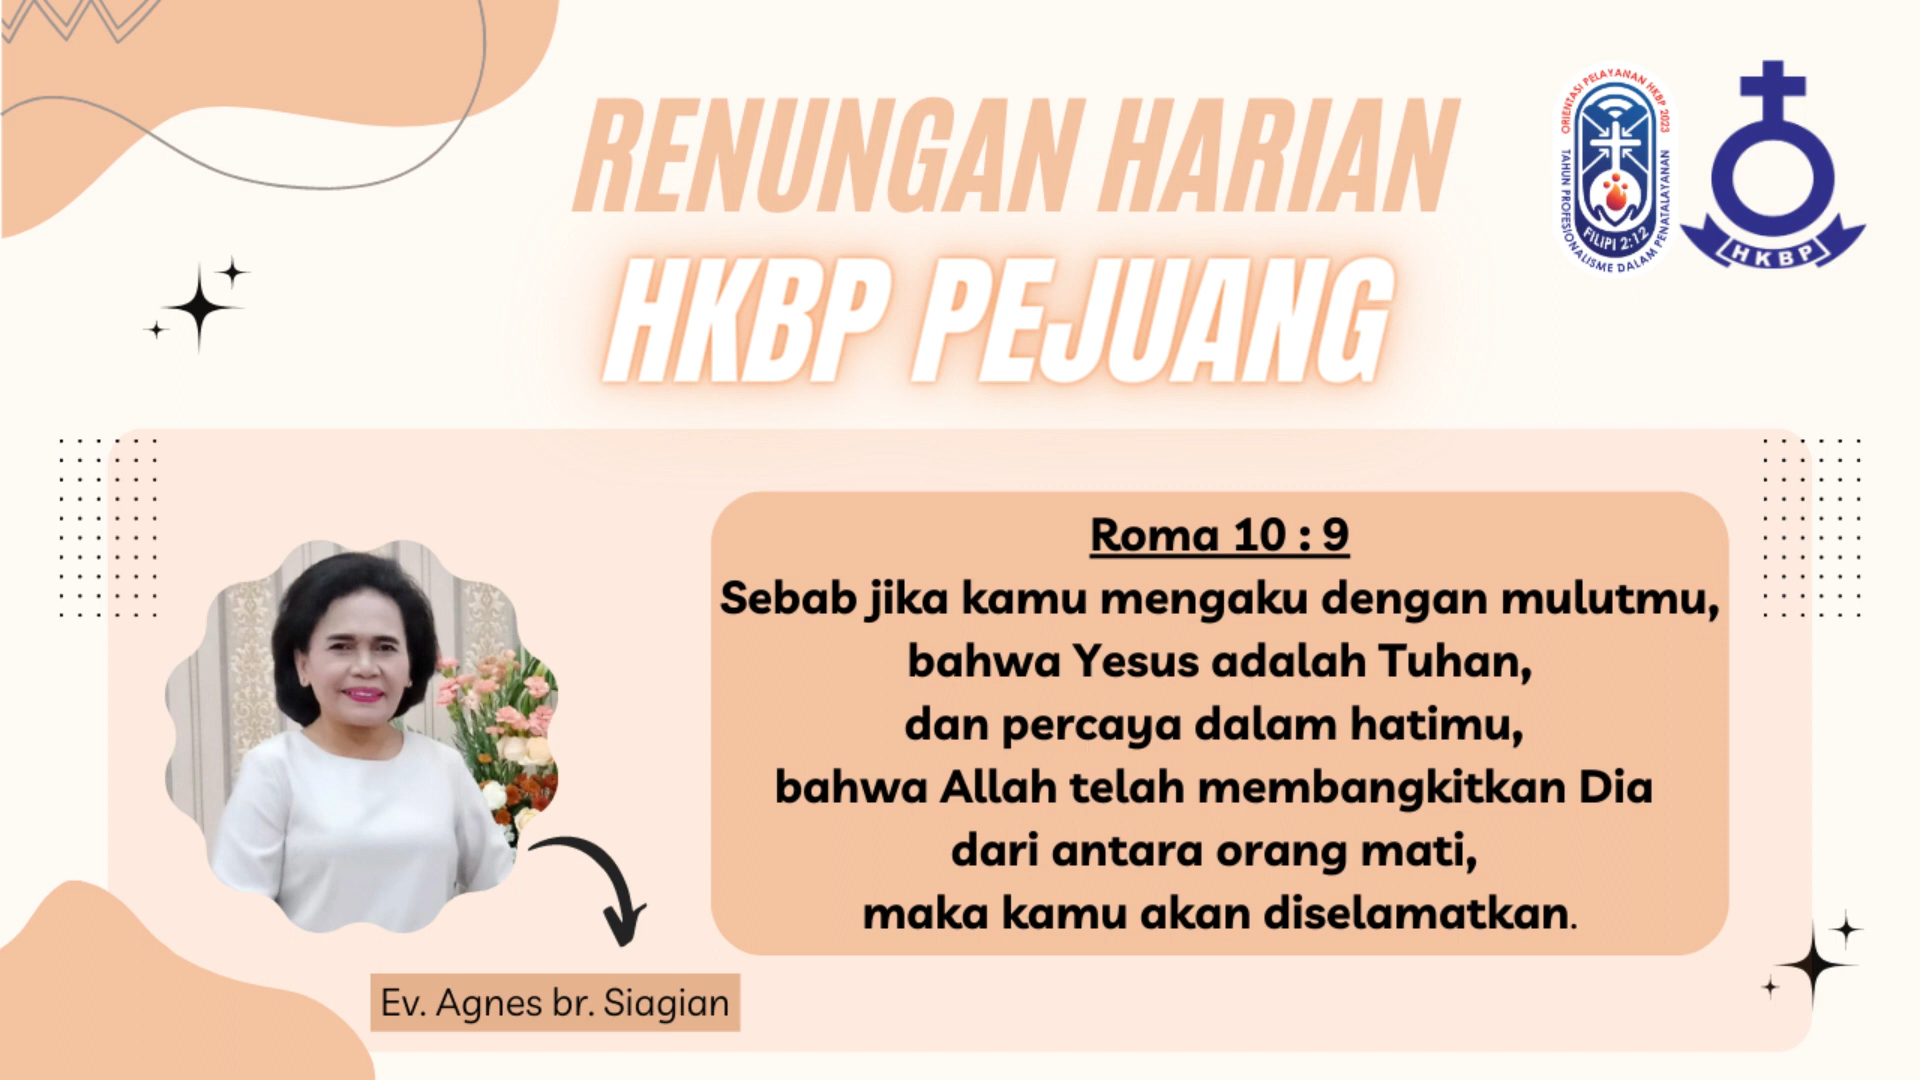 RENUNGAN HARIAN
HKBP PEJUANG
ORIENTASI PELAYANAN HKBP 2023
TAHUN PROFESIONALISME DALAM PENATALAYANAN
FILIPI 2:12
HKBP
Roma 10 : 9
Sebab jika kamu mengaku dengan mulutmu,
bahwa Yesus adalah Tuhan,
dan percaya dalam hatimu,
bahwa Allah telah membangkitkan Dia
dari antara orang mati,
maka kamu akan diselamatkan.
Ev. Agnes br. Siagian